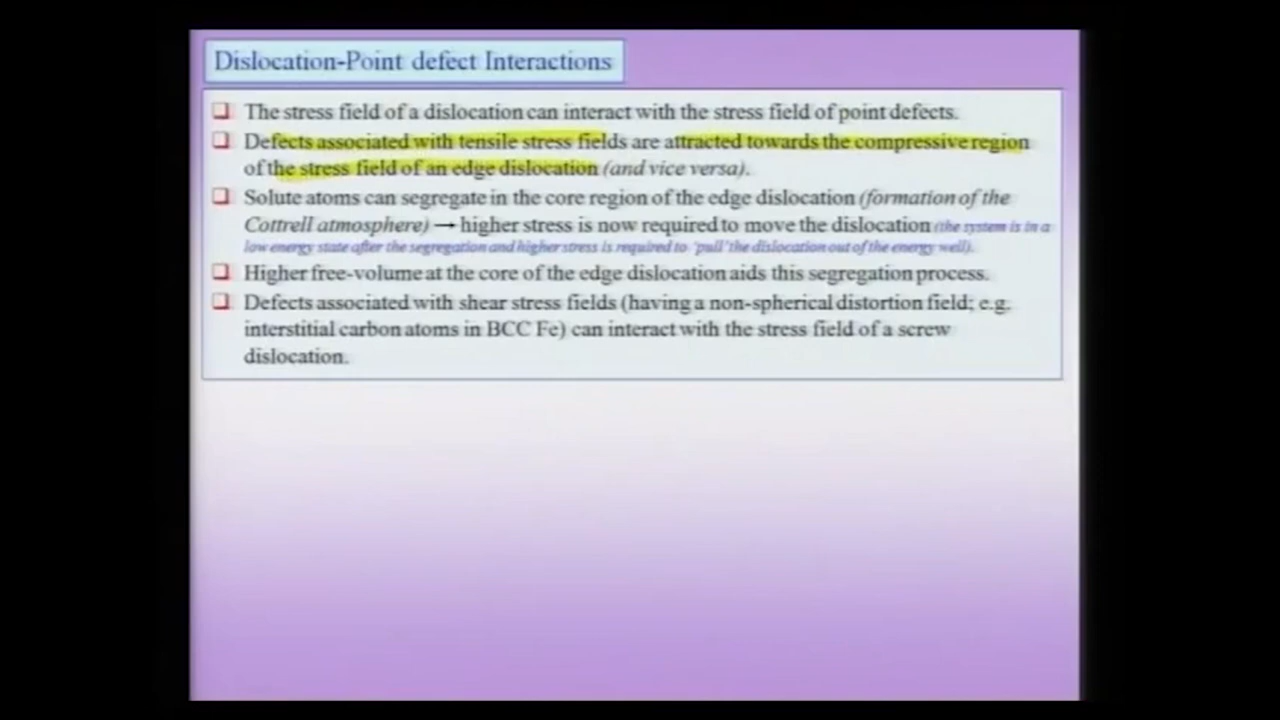 Dislocation-Point defect Interactions
❑ The stress field of a dislocation can interact with the stress field of point defects.
❑ Defects associated with tensile stress fields are attracted towards the compressive region
of the stress field of an edge dislocation (and vice versa).
❑ Solute atoms can segregate in the core region of the edge dislocation (formation of the
Cottrell atmosphere) → higher stress is now required to move the dislocation (the system is in a
low energy state after the segregation and higher stress is required to 'pull' the dislocation out of the energy well).
❑ Higher free-volume at the core of the edge dislocation aids this segregation process.
❑ Defects associated with shear stress fields (having a non-spherical distortion field; e.g.
interstitial carbon atoms in BCC Fe) can interact with the stress field of a screw
dislocation.